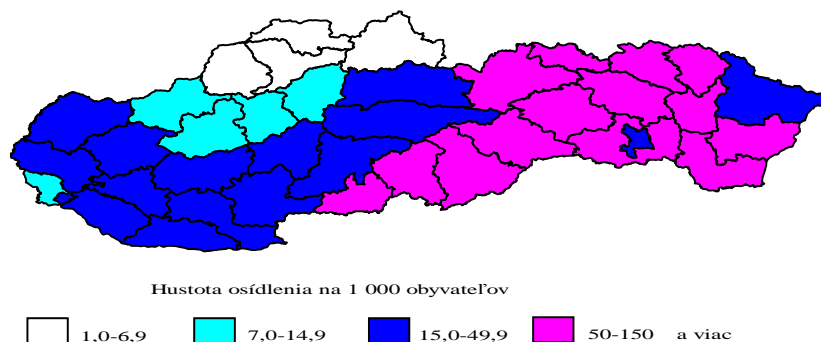 Hustota osídlenia na 1 000 obyvateľov
1,0-6,9 7,0-14,9 15,0-49,9 50-150 a viac